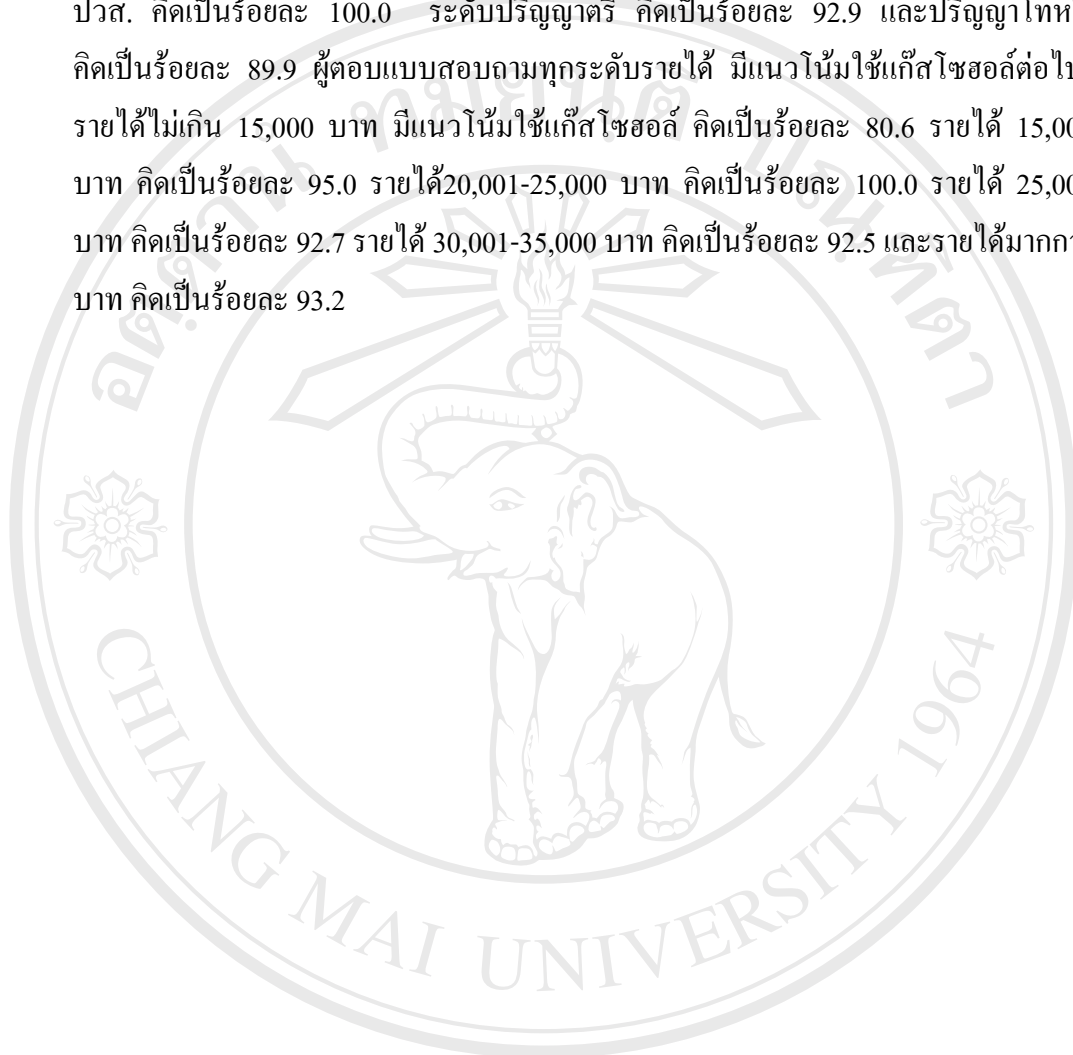 ปวส. คิดเป็นร้อยละ 100.0 ระดับปริญญาตรี คิดเป็นร้อยละ 92.9 และปริญญาโท
คิดเป็นร้อยละ 89.9 ผู้ตอบแบบสอบถามทุกระดับรายได้ มีแนวโน้มใช้แก๊สโซฮอล์ต่อไป
รายได้ไม่เกิน 15,000 บาท มีแนวโน้มใช้แก๊สโซฮอล์ คิดเป็นร้อยละ 80.6 รายได้
บาท คิดเป็นร้อยละ 95.0 รายได้20,001-25,000 บาท คิดเป็นร้อยละ 100.0 รายได้
บาท คิดเป็นร้อยละ 92.7 รายได้ 30,001-35,000 บาท คิดเป็นร้อยละ 92.5 และรายได้
บาท คิดเป็นร้อยละ 93.2
อตฺตานํ ทมยนฺติ ปณฺฑิตา
CHIANG MAI UNIVERSITY 1964